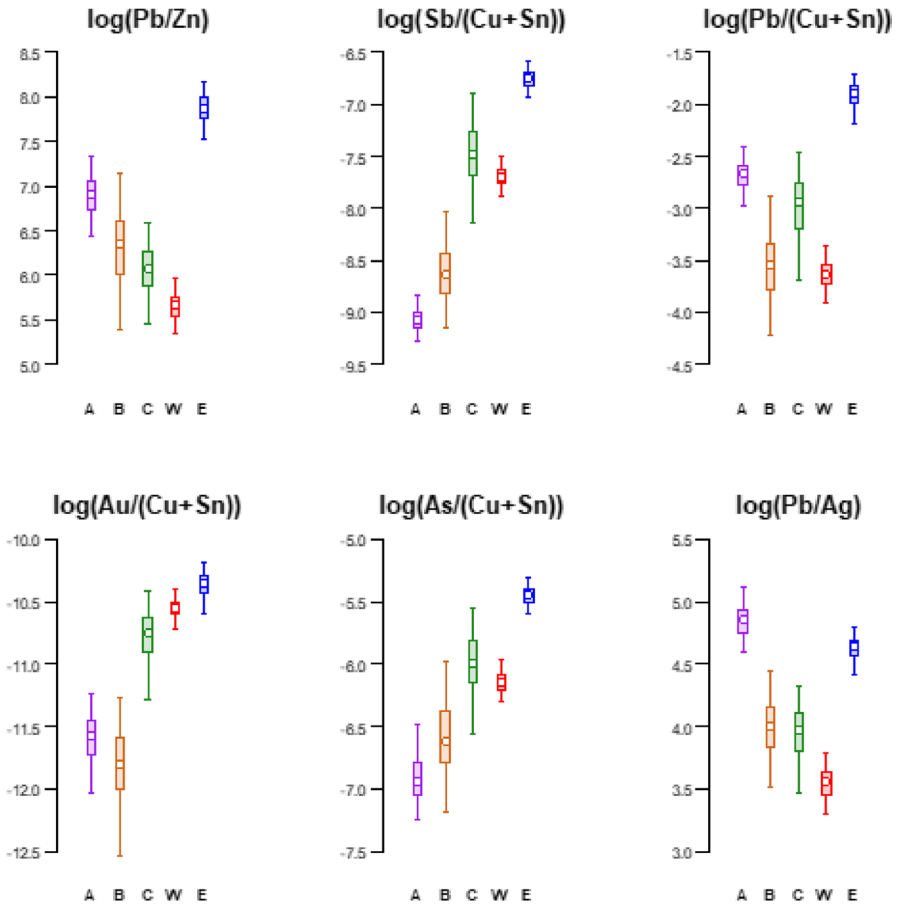 log(Pb/Zn) log(Sb/(Cu+Sn)) log(Pb/(Cu+Sn))
8.5 -6.5 -1.5
8.0 -7.0 -2.0
7.5 -7.5 -2.5
7.0 -8.0 -3.0
6.5 -8.5 -3.5
6.0 -9.0 -4.0
5.5 -9.5 -4.5
5.0
A B C W E A B C W E A B C W E
log(Au/(Cu+Sn)) log(As/(Cu+Sn)) log(Pb/Ag)
-10.0 -5.0 5.5
-10.5 -5.5 5.0
-11.0 -6.0 4.5
-11.5 -6.5 4.0
-12.0 -7.0 3.5
-12.5 -7.5 3.0
A B C W E A B C W E A B C W E